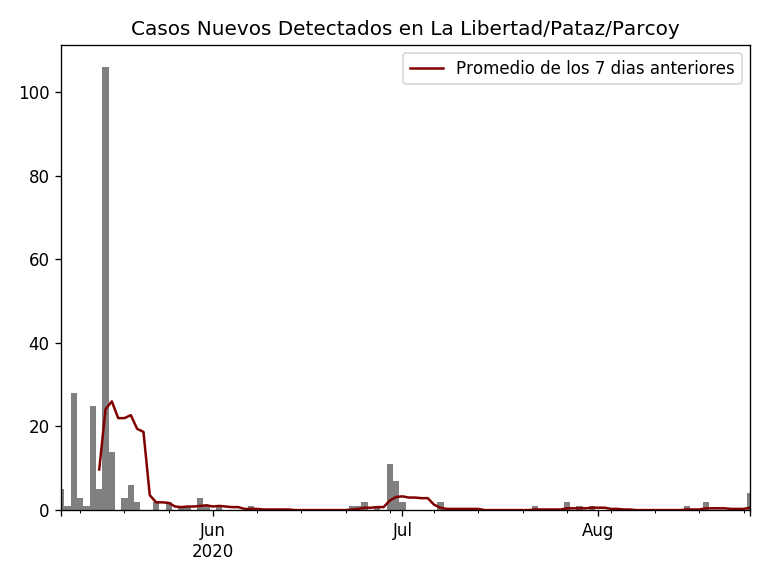 Casos Nuevos Detectados en La Libertad/Pataz/Parcoy
Promedio de los 7 dias anteriores
100
80
60
40
20
0
Jun
2020
Jul
Aug